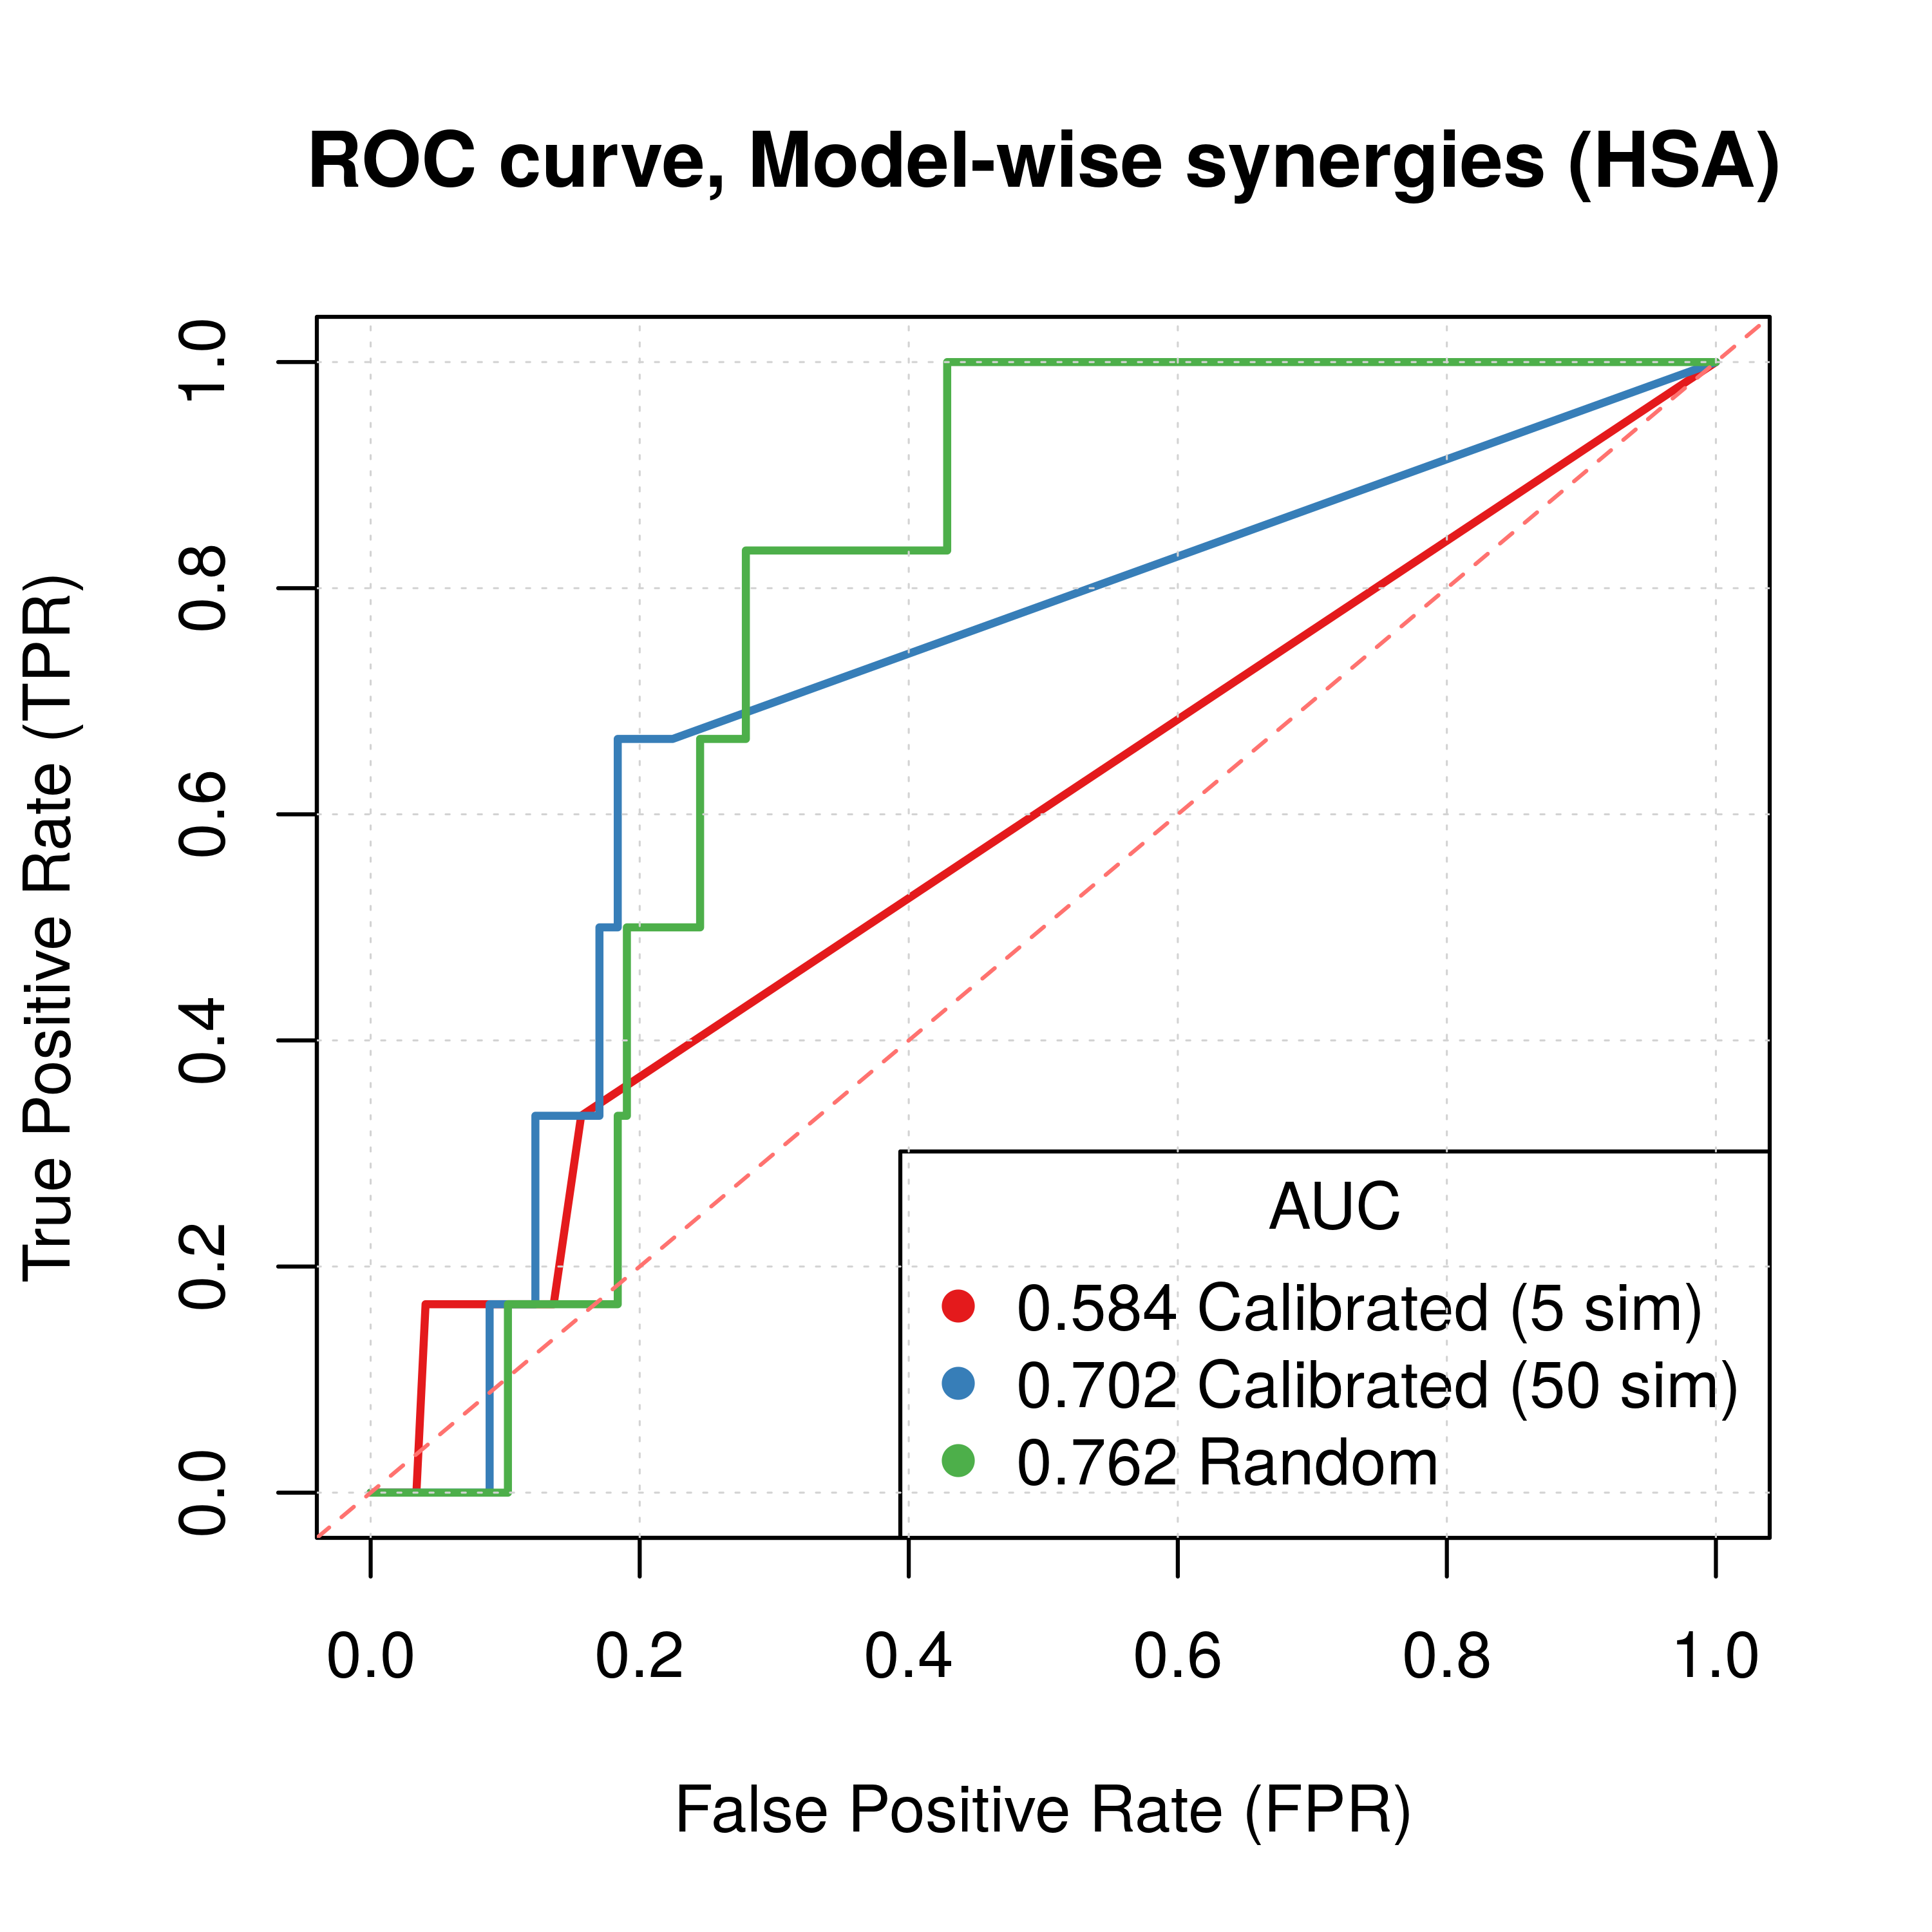 ROC curve, Model-wise synergies (HSA)
True Positive Rate (TPR)
1.0
0.8
0.6
0.4
0.2
0.0
AUC
0.584 Calibrated (5 sim)
0.702 Calibrated (50 sim)
0.762 Random
0.0 0.2 0.4 0.6 0.8 1.0
False Positive Rate (FPR)